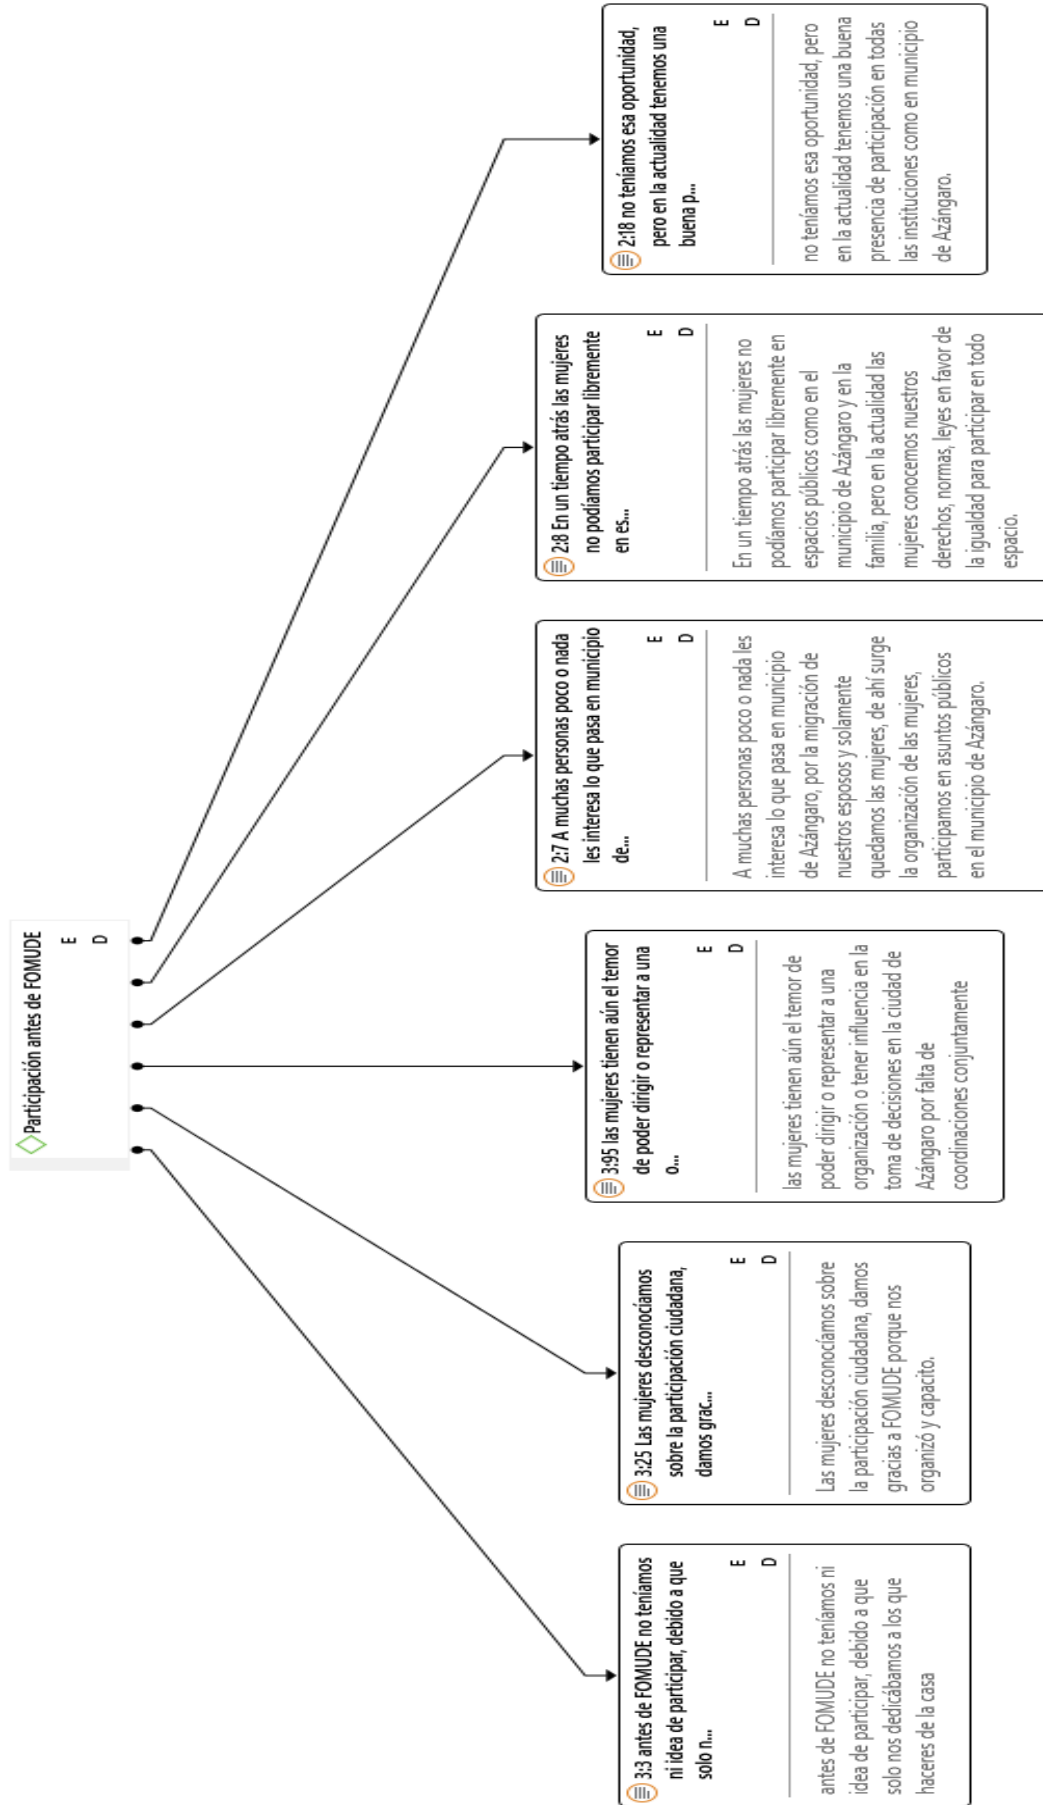 Participación antes de FOMUDE
E
D
3:3 antes de FOMUDE no teníamos
ni idea de participar, debido a que
solo n...
E
D
antes de FOMUDE no teníamos ni
idea de participar, debido a que
solo nos dedicábamos a los que
haceres de la casa
3:25 Las mujeres desconocíamos
sobre la participación ciudadana,
damos grac...
E
D
Las mujeres desconocíamos sobre
la participación ciudadana, damos
gracias a FOMUDE porque nos
organizó y capacito.
3:95 las mujeres tienen aún el temor
de poder dirigir o representar a una
o...
E
D
las mujeres tienen aún el temor de
poder dirigir o representar a una
organización o tener influencia en la
toma de decisiones en la ciudad de
Azángaro por falta de
coordinaciones conjuntamente
2:7 A muchas personas poco o nada
les interesa lo que pasa en municipio
de...
E
D
A muchas personas poco o nada les
interesa lo que pasa en municipio
de Azángaro, por la migración de
nuestros esposos y solamente
quedamos las mujeres, de ahí surge
la organización de las mujeres,
participamos en asuntos públicos
en el municipio de Azángaro.
2:8 En un tiempo atrás las mujeres
no podíamos participar libremente
en es...
E
D
En un tiempo atrás las mujeres no
podíamos participar libremente en
espacios públicos como en el
municipio de Azángaro y en la
familia, pero en la actualidad las
mujeres conocemos nuestros
derechos, normas, leyes en favor de
la igualdad para participar en todo
espacio.
2:18 no teníamos esa oportunidad,
pero en la actualidad tenemos una
buena p...
E
D
no teníamos esa oportunidad, pero
en la actualidad tenemos una buena
presencia de participación en todas
las instituciones como en municipio
de Azángaro.